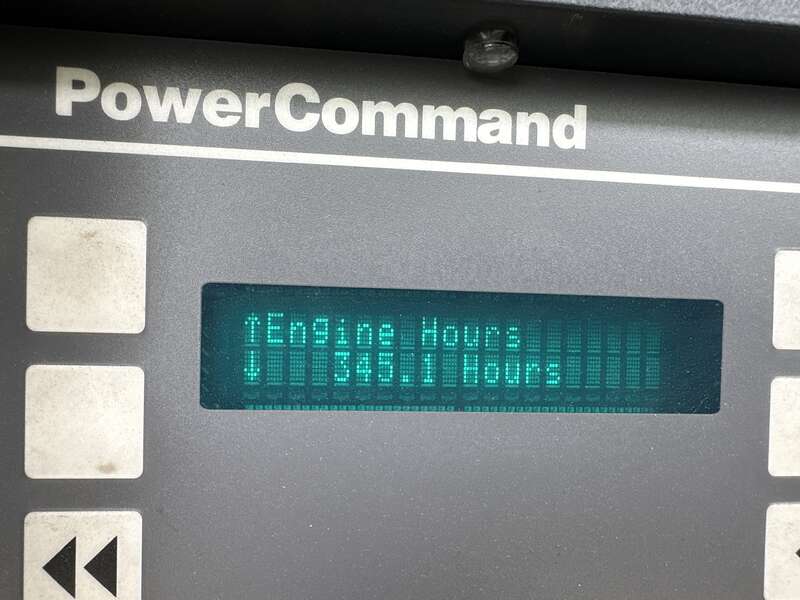 PowerCommand
↑Engine Hours
↓ 345.1 Hours